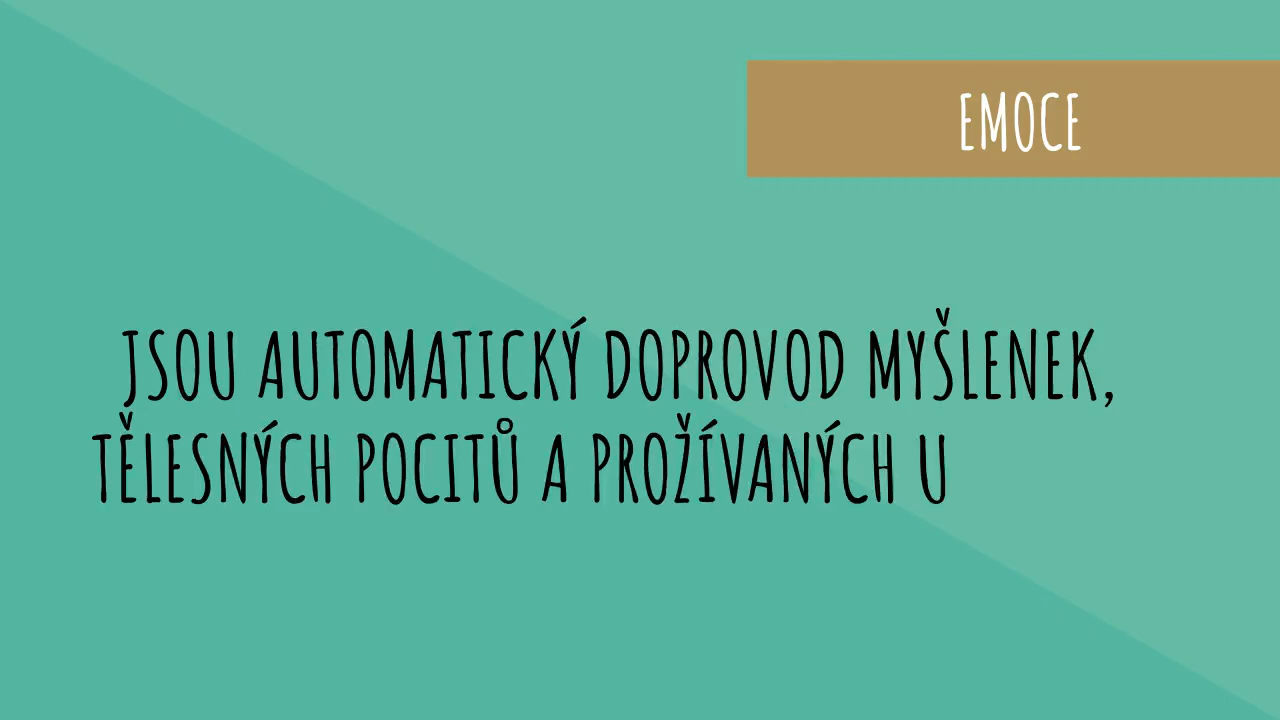 EMOCE
JSOU AUTOMATICKÝ DOPROVOD MYŠLENEK,
TĚLESNÝCH POCITŮ A PROŽÍVANÝCH U